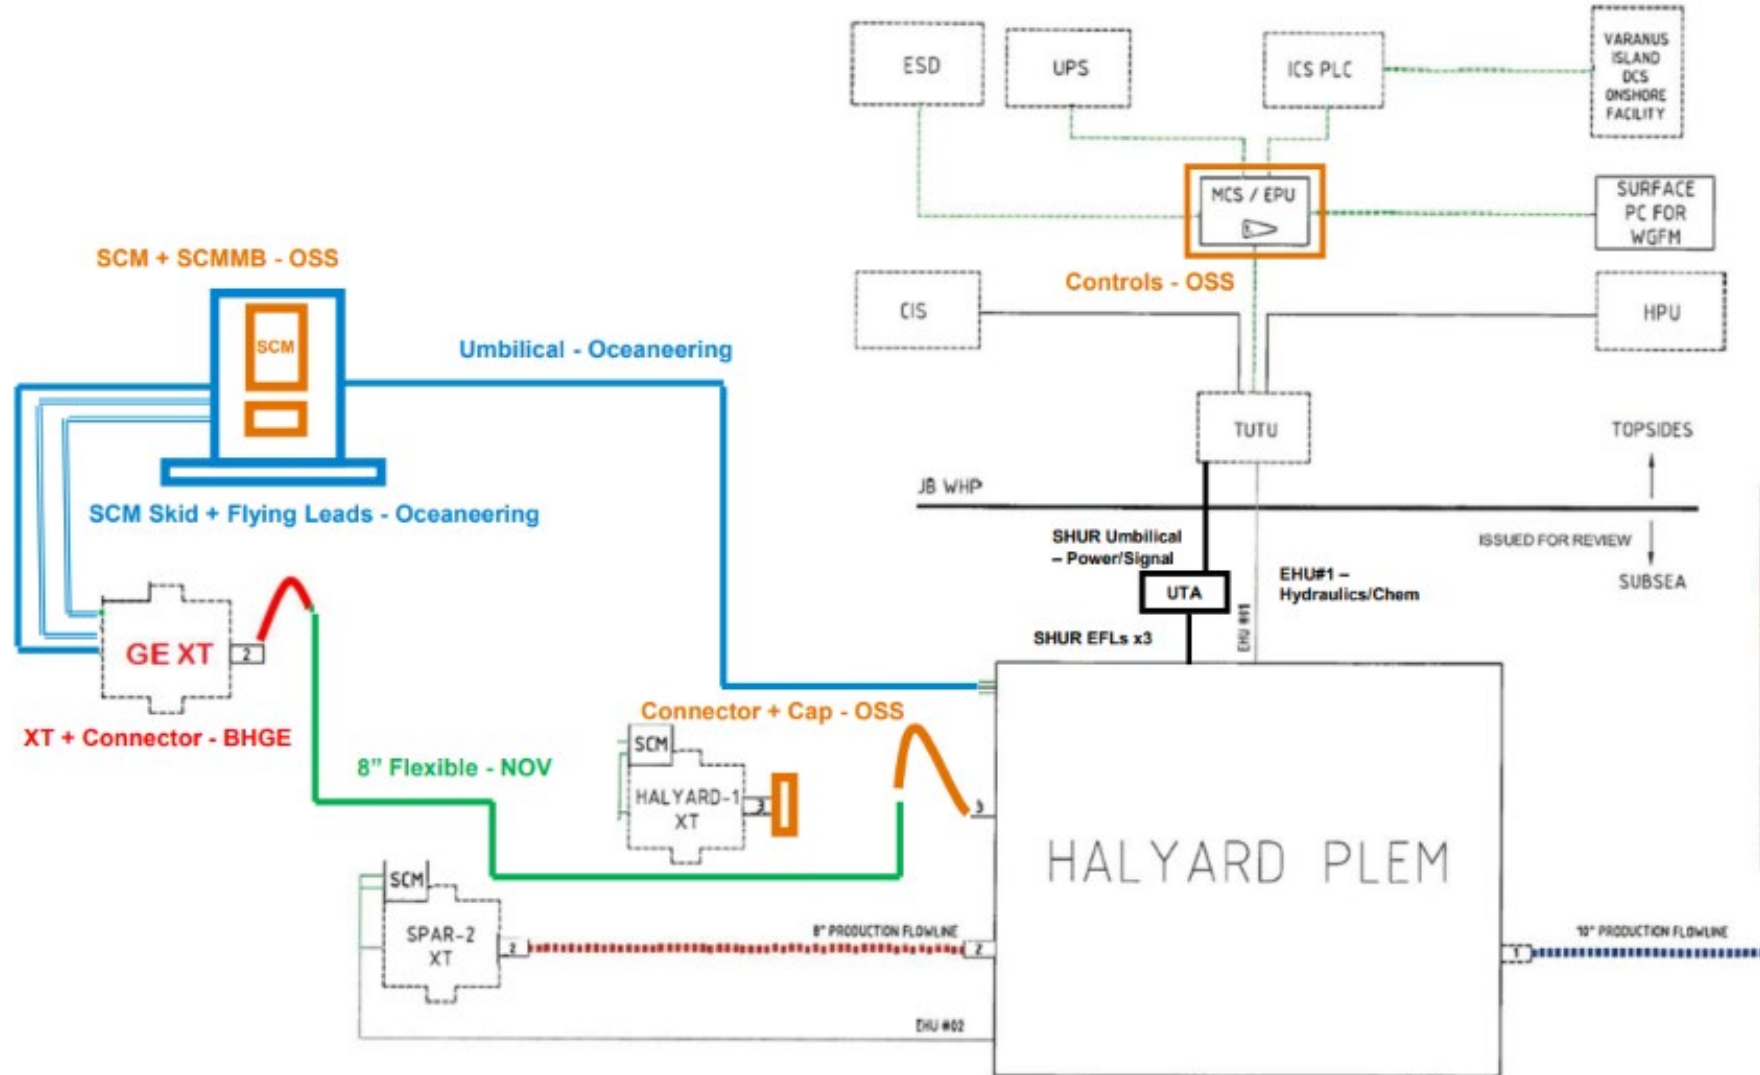 ESD
UPS
ICS PLC
VARANUS
ISLAND
DCS
ONSHORE
FACILITY
MCS / EPU
SURFACE
PC FOR
WGFM
SCM + SCMMB - OSS
Controls - OSS
CIS
HPU
SCM
Umbilical - Oceaneering
TUTU
TOPSIDES
JB WHP
SCM Skid + Flying Leads - Oceaneering
SHUR Umbilical
– Power/Signal
ISSUED FOR REVIEW
SUBSEA
UTA
EHU#1 –
Hydraulics/Chem
EHU #01
SHUR EFLs x3
GE XT
2
XT + Connector - BHGE
Connector + Cap - OSS
SCM
8" Flexible - NOV
HALYARD-1
XT
3
3
HALYARD PLEM
SCM
SPAR-2
XT
2
8" PRODUCTION FLOWLINE
2
1
10" PRODUCTION FLOWLINE
EHU #02